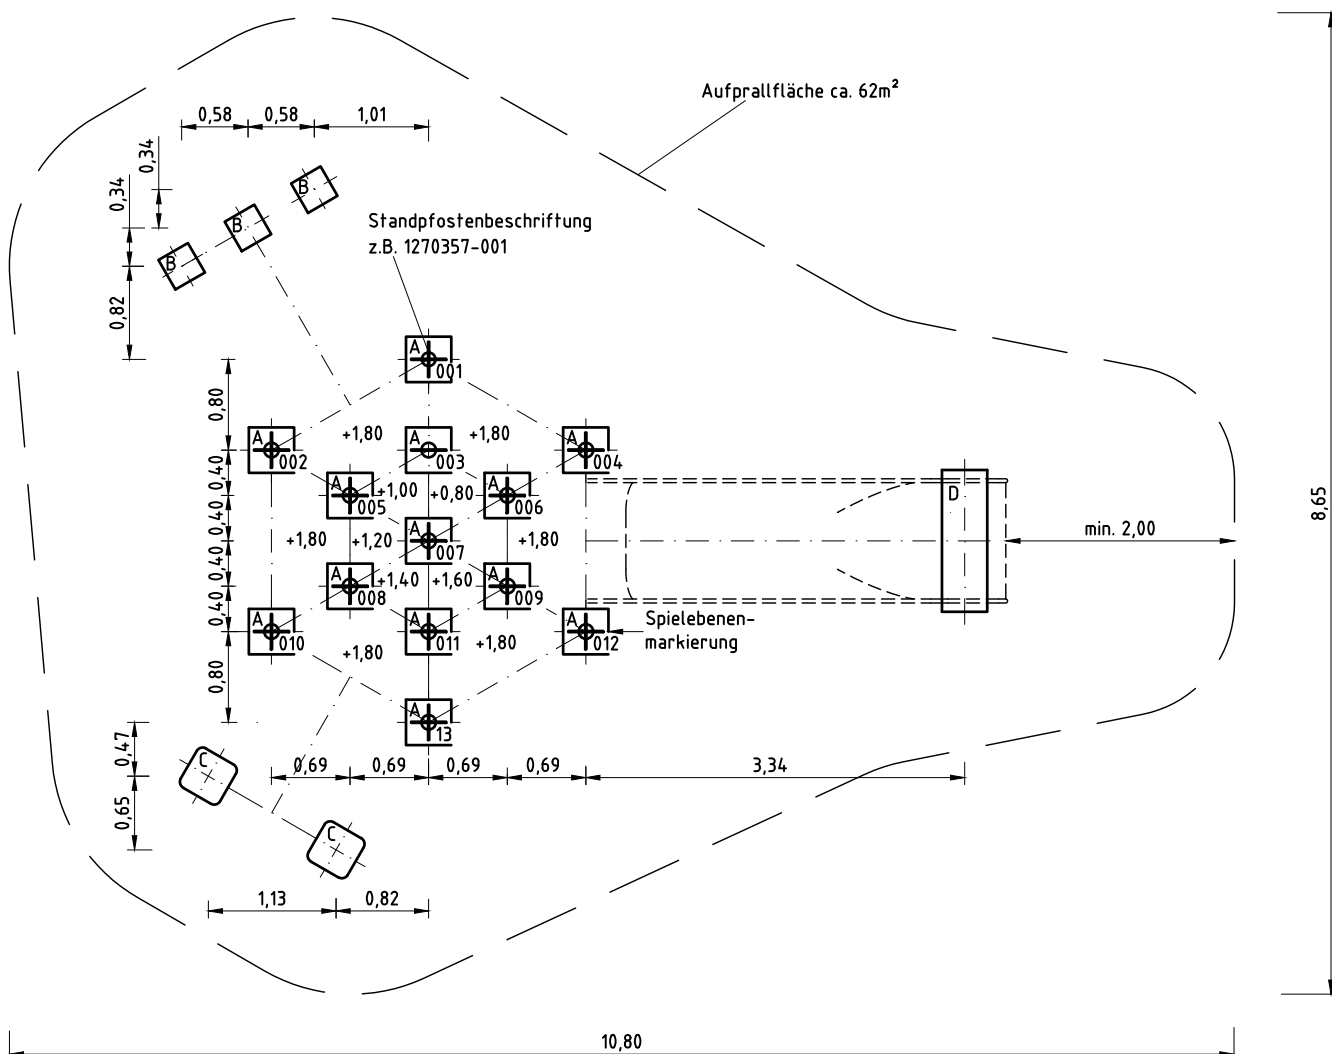 Aufprallfläche ca. 62m²
0,58
0,58
1,01
0,34
0,34
0,82
B
B
B
Standpfostenbeschriftung
z.B. 1270357-001
A
001
0,80
+1,80
+1,80
A
002
A
003
A
004
0,40
+1,00
+0,80
A
005
A
006
D
0,40
+1,80
+1,20
A
007
+1,80
min. 2,00
8,65
0,40
+1,40
+1,60
A
008
A
009
0,40
A
010
A
011
A
012
Spielebenen-
markierung
+1,80
+1,80
0,80
A
13
0,47
C
0,69
0,69
0,69
0,69
3,34
0,65
C
1,13
0,82
10,80